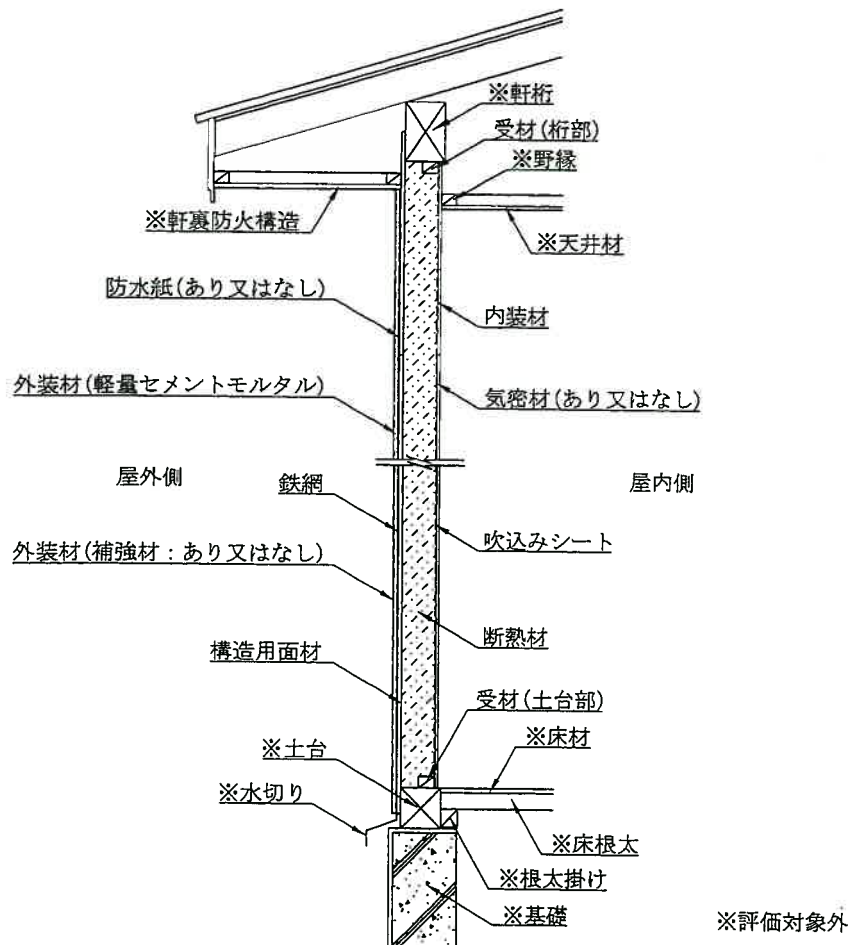 ※軒桁
受材(桁部)
※野縁
※軒裏防火構造
※天井材
防水紙(あり又はなし)
内装材
外装材(軽量セメントモルタル)
気密材(あり又はなし)
屋外側
鉄網
屋内側
外装材(補強材：あり又はなし)
吹込みシート
断熱材
構造用面材
受材(土台部)
※土台
※床材
※水切り
※床根太
※根太掛け
※基礎
※評価対象外